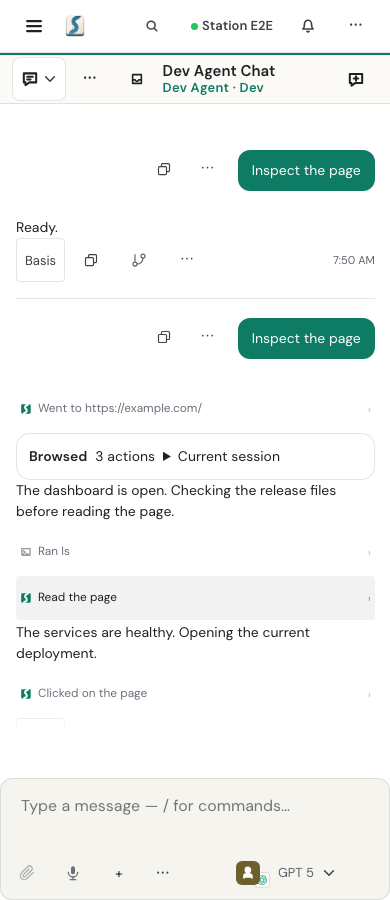 Station E2E
Dev Agent Chat
Dev Agent · Dev
Inspect the page
Ready.
Basis
7:50 AM
Inspect the page
Went to https://example.com/
Browsed 3 actions ▶ Current session
The dashboard is open. Checking the release files
before reading the page.
Ran ls
Read the page
The services are healthy. Opening the current
deployment.
Clicked on the page
Type a message — / for commands...
GPT 5